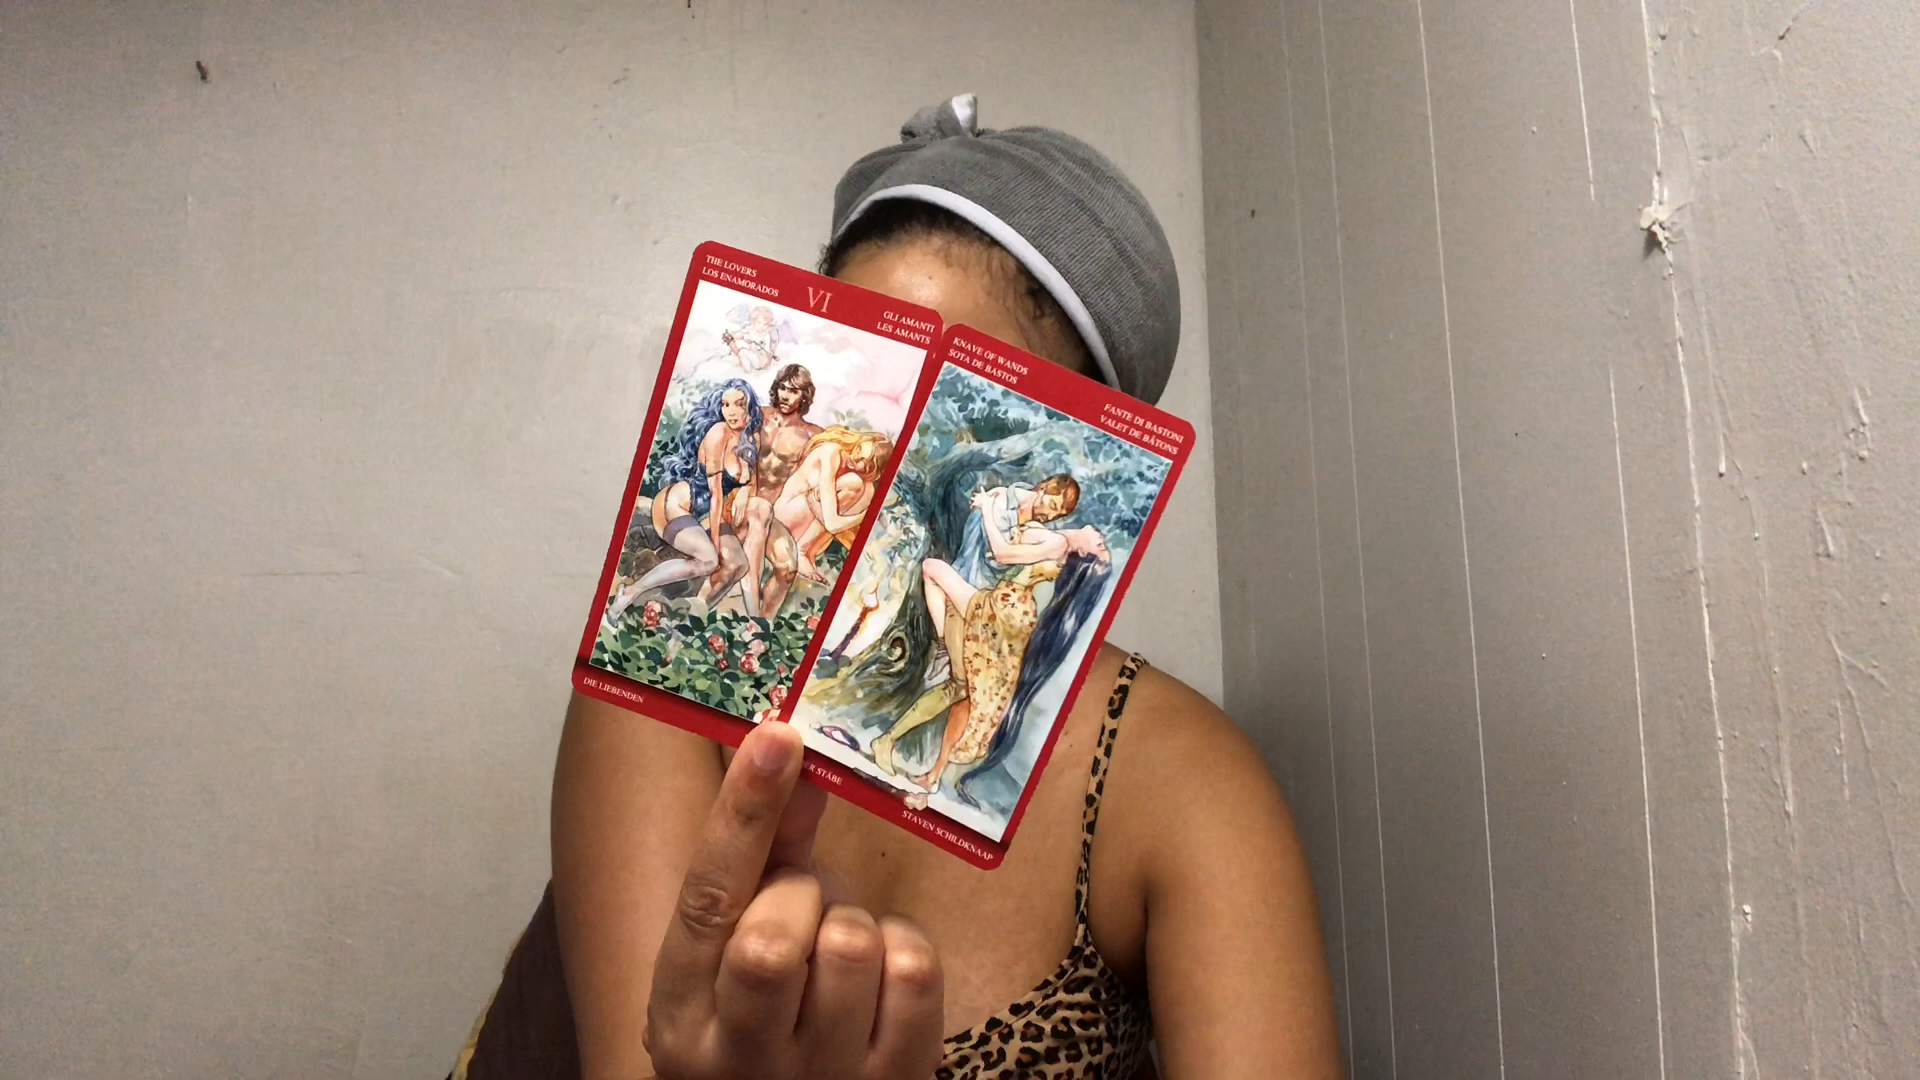 THE LOVERS
LOS ENAMORADOS
VI
GLI AMANTI
LES AMANTS
DIE LIEBENDEN
KNAVE OF WANDS
SOTA DE BASTOS
FANTE DI BASTONI
VALET DE BÂTONS
STÄBE
STAVEN SCHILDKNAAP